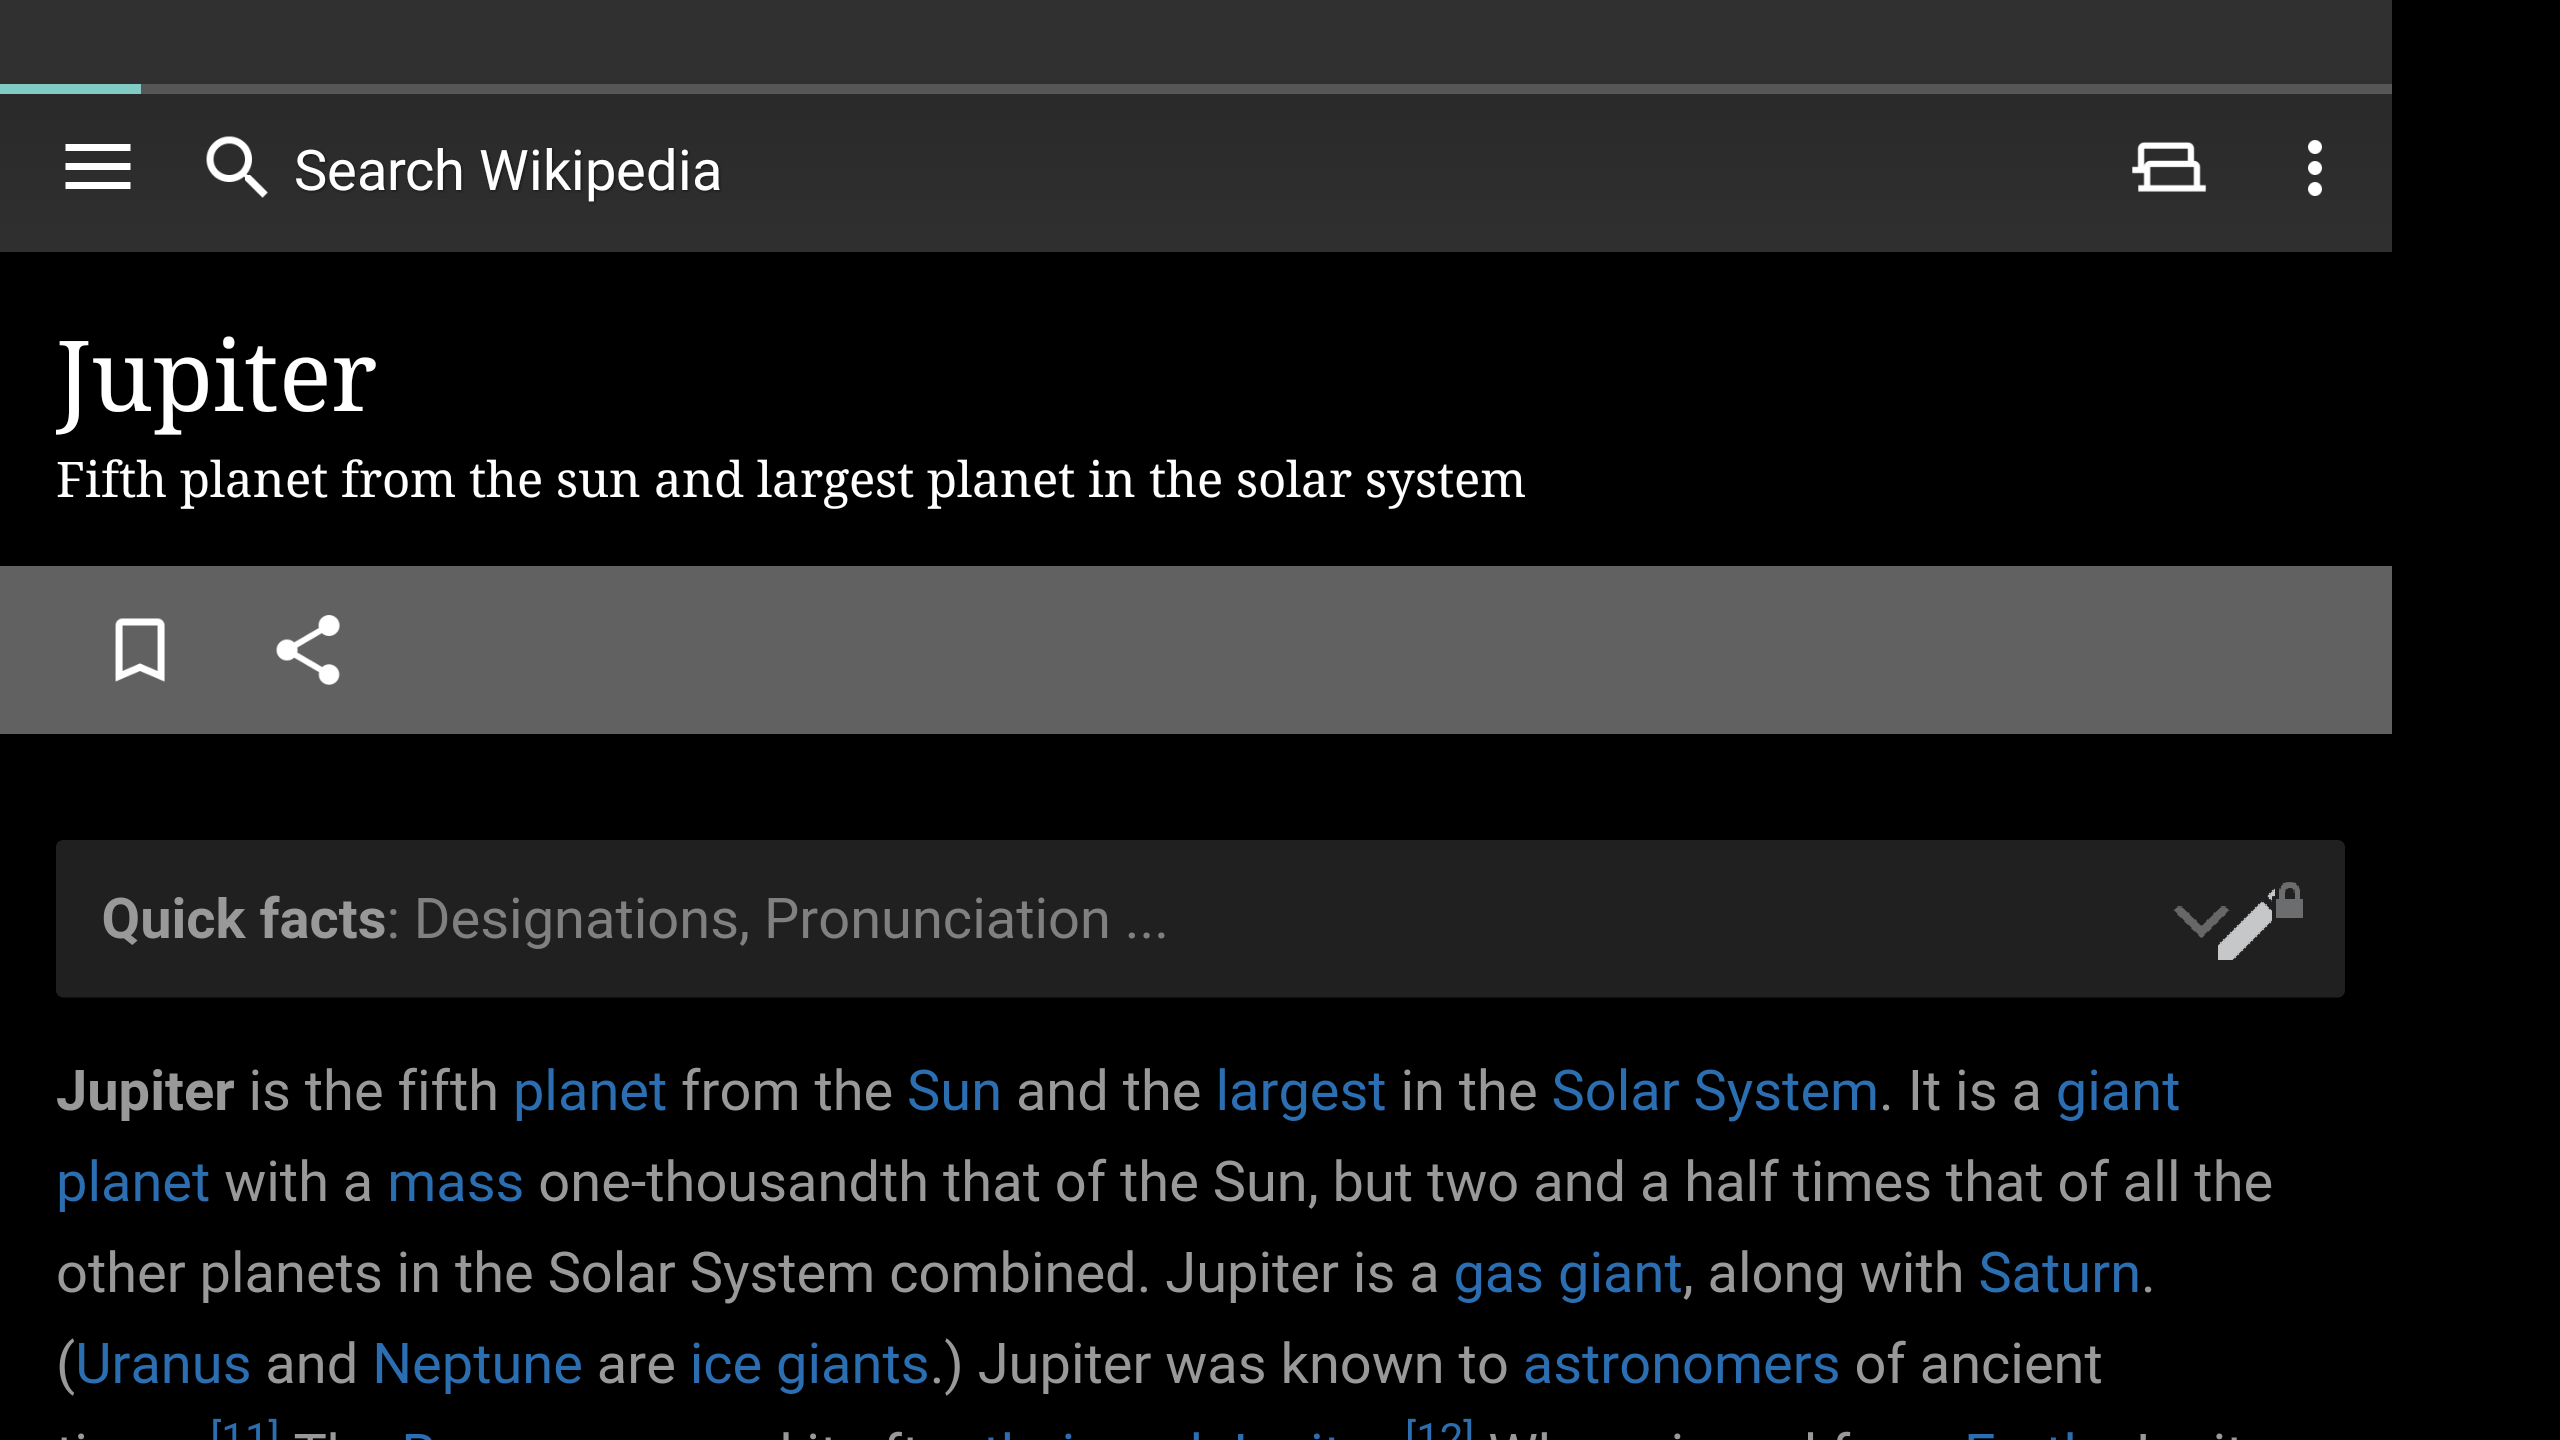 Search Wikipedia
Jupiter
Fifth planet from the sun and largest planet in the solar system
Quick facts: Designations, Pronunciation ...
Jupiter is the fifth planet from the Sun and the largest in the Solar System. It is a giant
planet with a mass one-thousandth that of the Sun, but two and a half times that of all the
other planets in the Solar System combined. Jupiter is a gas giant, along with Saturn.
(Uranus and Neptune are ice giants.) Jupiter was known to astronomers of ancient
[11] The [12]